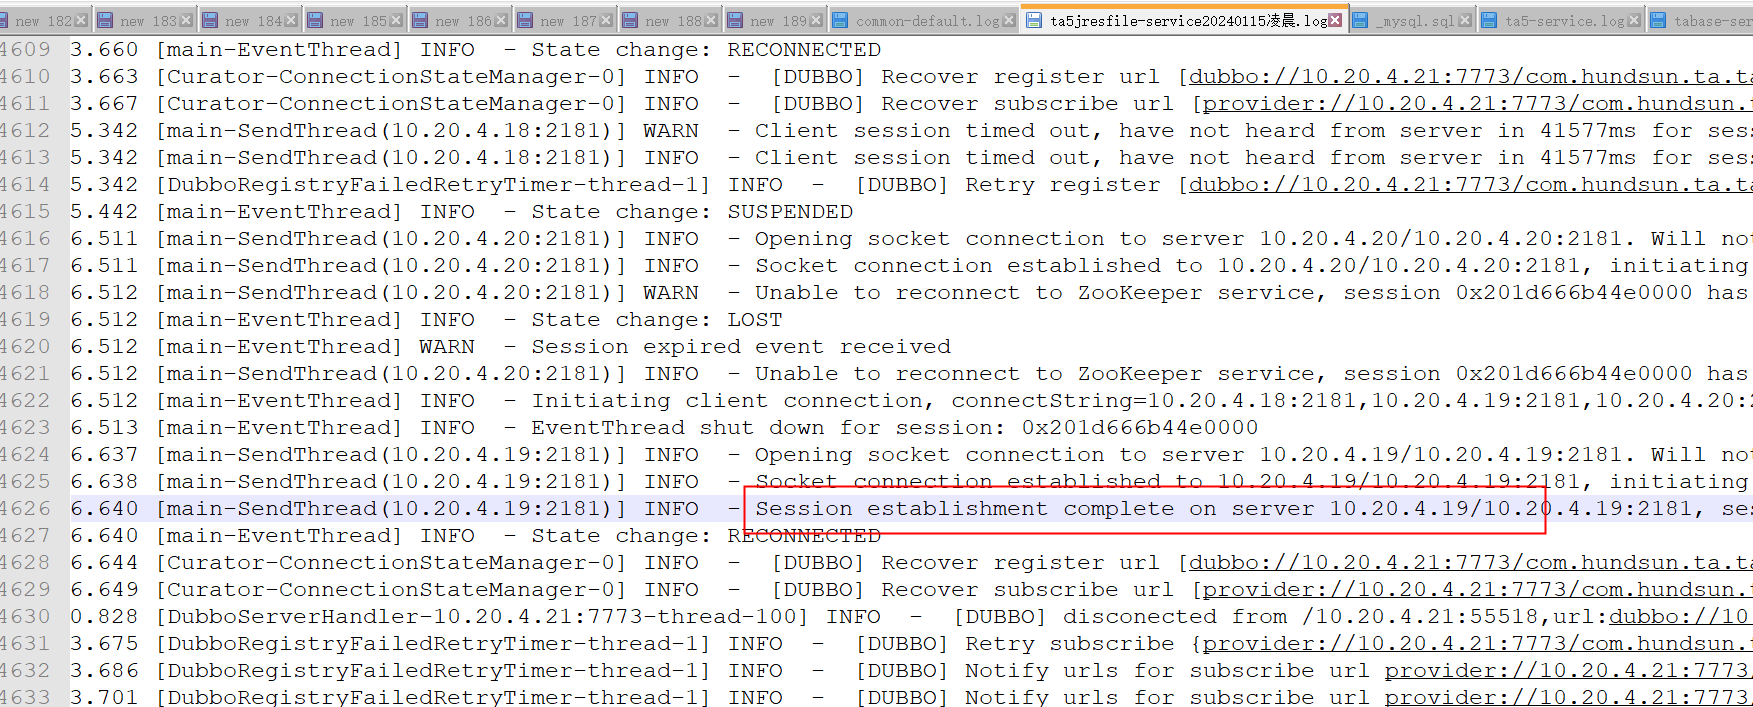 new 182 new 183 new 184 new 185 new 186 new 187 new 188 new 189 common-default.log ta5jresfile-service20240115/凌晨.log _mysql.sql ta5-service.log tabase-ser
4609 3.660 [main-EventThread] INFO  - State change: RECONNECTED
4610 3.663 [Curator-ConnectionStateManager-0] INFO  -  [DUBBO] Recover register url [dubbo://10.20.4.21:7773/com.hundsun.ta.ta
4611 3.667 [Curator-ConnectionStateManager-0] INFO  -  [DUBBO] Recover subscribe url [provider://10.20.4.21:7773/com.hundsun.t
4612 5.342 [main-SendThread(10.20.4.18:2181)] WARN  - Client session timed out, have not heard from server in 41577ms for ses
4613 5.342 [main-SendThread(10.20.4.18:2181)] INFO  - Client session timed out, have not heard from server in 41577ms for ses
4614 5.342 [DubboRegistryFailedRetryTimer-thread-1] INFO  -  [DUBBO] Retry register [dubbo://10.20.4.21:7773/com.hundsun.ta.ta
4615 5.442 [main-EventThread] INFO  - State change: SUSPENDED
4616 6.511 [main-SendThread(10.20.4.20:2181)] INFO  - Opening socket connection to server 10.20.4.20/10.20.4.20:2181. Will not
4617 6.511 [main-SendThread(10.20.4.20:2181)] INFO  - Socket connection established to 10.20.4.20/10.20.4.20:2181, initiating
4618 6.512 [main-SendThread(10.20.4.20:2181)] WARN  - Unable to reconnect to ZooKeeper service, session 0x201d666b44e0000 has
4619 6.512 [main-EventThread] INFO  - State change: LOST
4620 6.512 [main-EventThread] WARN  - Session expired event received
4621 6.512 [main-SendThread(10.20.4.20:2181)] INFO  - Unable to reconnect to ZooKeeper service, session 0x201d666b44e0000 has
4622 6.512 [main-EventThread] INFO  - Initiating client connection, connectString=10.20.4.18:2181,10.20.4.19:2181,10.20.4.20:2
4623 6.513 [main-EventThread] INFO  - EventThread shut down for session: 0x201d666b44e0000
4624 6.637 [main-SendThread(10.20.4.19:2181)] INFO  - Opening socket connection to server 10.20.4.19/10.20.4.19:2181. Will not
4625 6.638 [main-SendThread(10.20.4.19:2181)] INFO  - Socket connection established to 10.20.4.19/10.20.4.19:2181, initiating
4626 6.640 [main-SendThread(10.20.4.19:2181)] INFO  - Session establishment complete on server 10.20.4.19/10.20.4.19:2181, ses
4627 6.640 [main-EventThread] INFO  - State change: RECONNECTED
4628 6.644 [Curator-ConnectionStateManager-0] INFO  -  [DUBBO] Recover register url [dubbo://10.20.4.21:7773/com.hundsun.ta.ta
4629 6.649 [Curator-ConnectionStateManager-0] INFO  -  [DUBBO] Recover subscribe url [provider://10.20.4.21:7773/com.hundsun.t
4630 0.828 [DubboServerHandler-10.20.4.21:7773-thread-100] INFO  -  [DUBBO] disconected from /10.20.4.21:55518,url:dubbo://10
4631 3.675 [DubboRegistryFailedRetryTimer-thread-1] INFO  -  [DUBBO] Retry subscribe {provider://10.20.4.21:7773/com.hundsun.t
4632 3.686 [DubboRegistryFailedRetryTimer-thread-1] INFO  -  [DUBBO] Notify urls for subscribe url provider://10.20.4.21:7773/
4633 3.701 [DubboRegistryFailedRetryTimer-thread-1] INFO  -  [DUBBO] Notify urls for subscribe url provider://10.20.4.21:7773/